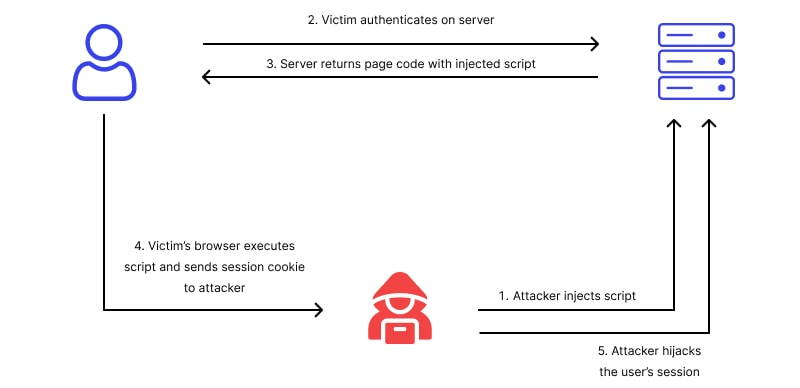 2. Victim authenticates on server
3. Server returns page code with injected script
4. Victim's browser executes
script and sends session cookie
to attacker
1. Attacker injects script
5. Attacker hijacks
the user's session